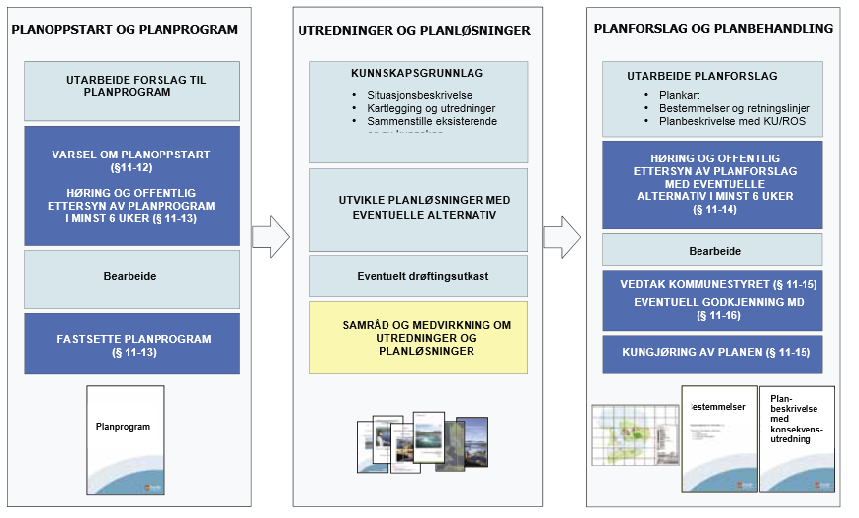 PLANOPPSTART OG PLANPROGRAM
UTARBEIDE FORSLAG TIL
PLANPROGRAM
VARSEL OM PLANOPPSTART
(§11-12)
HØRING OG OFFENTLIG
ETTERSYN AV PLANPROGRAM
I MINST 6 UKER (§ 11-13)
Bearbeide
FASTSETTE PLANPROGRAM
(§ 11-13)
Planprogram
UTREDNINGER OG PLANLØSNINGER
KUNNSKAPSGRUNNLAG
• Situasjonsbeskrivelse
• Kartlegging og utredninger
• Sammenstille eksisterende
UTVIKLE PLANLØSNINGER MED
EVENTUELLE ALTERNATIV
Eventuelt drøftingsutkast
SAMRÅD OG MEDVIRKNING OM
UTREDNINGER OG
PLANLØSNINGER
PLANFORSLAG OG PLANBEHANDLING
UTARBEIDE PLANFORSLAG
• Plankar:
• Bestemmelser og retningslinjer
• Planbeskrivelse med KU/ROS
HØRING OG OFFENTLIG
ETTERSYN AV PLANFORSLAG
MED EVENTUELLE
ALTERNATIV I MINST 6 UKER
(§ 11-14)
Bearbeide
VEDTAK KOMMUNESTYRET (§ 11-15)
EVENTUELL GODKJENNING MD
(§ 11-16)
KUNGJØRING AV PLANEN (§ 11-15)
estemmelser
Plan-
beskrivelse
med
konsekvens-
utredning